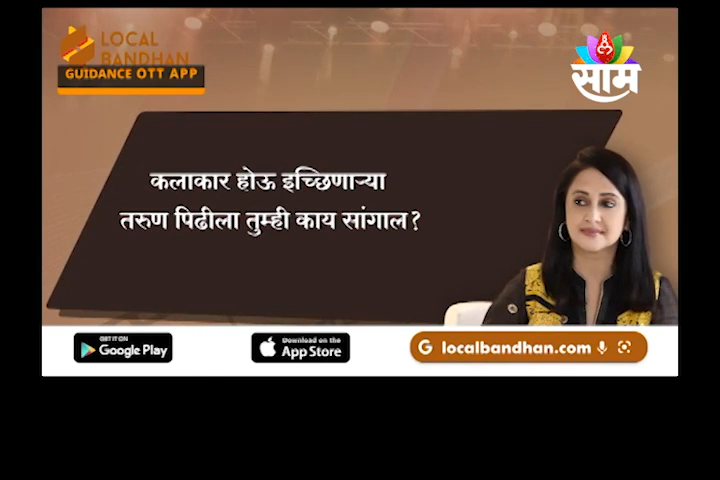 LOCAL
BANDHAN
GUIDANCE OTT APP
साम
कलाकार होऊ इच्छिणाऱ्या
तरुण पिढीला तुम्ही काय सांगाल?
GET IT ON
Google Play
Download on the
App Store
G localbandhan.com